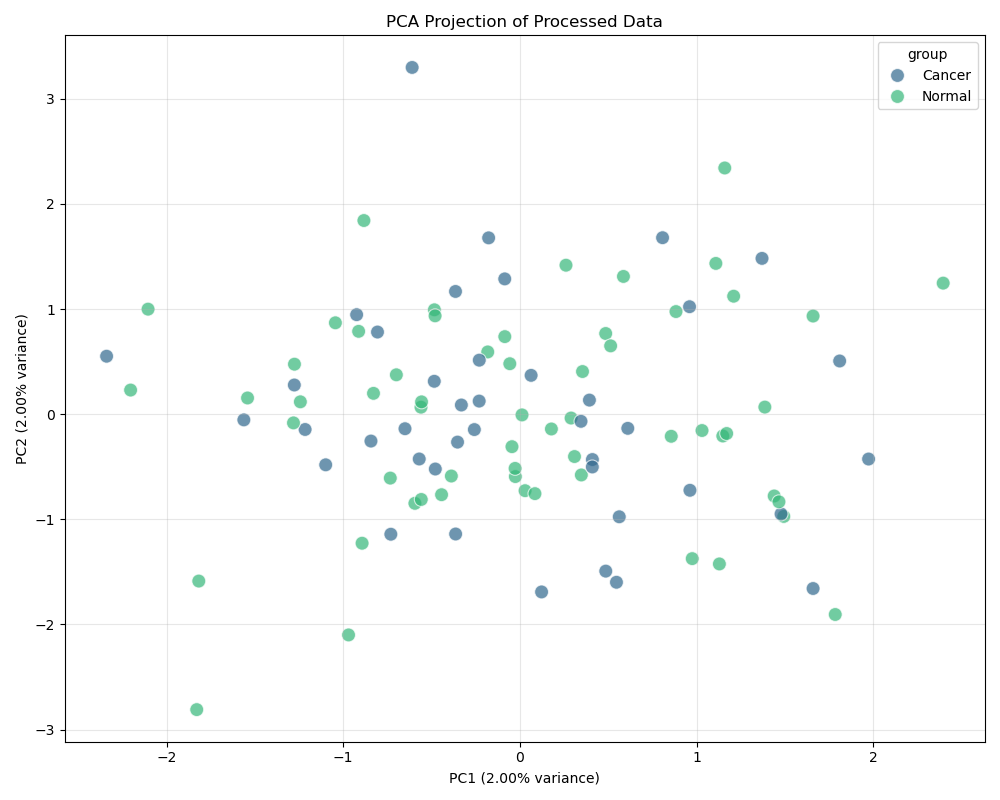 PCA Projection of Processed Data
group
Cancer
Normal
3
2
1
0
−1
−2
−3
PC2 (2.00% variance)
−2
−1
0
1
2
PC1 (2.00% variance)